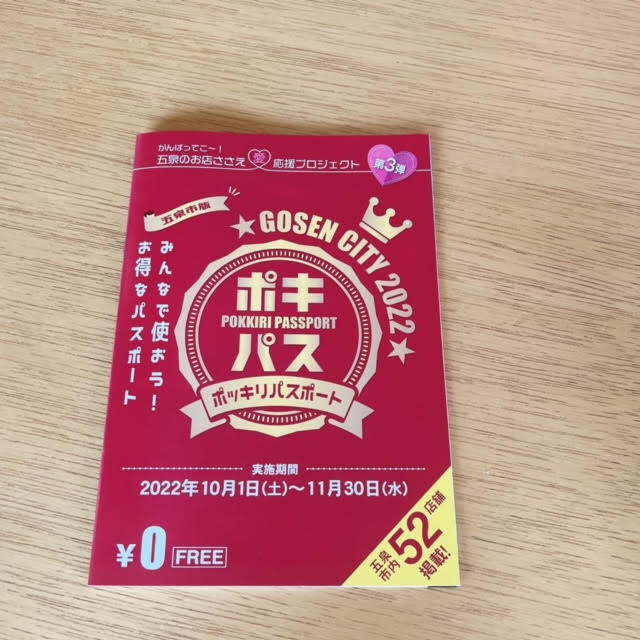 がんばってこ〜！
五泉のお店ささえ愛応援プロジェクト
第3弾
五泉市版
みんなで使おう！
お得なパスポート
★GOSEN CITY 2022★
ポキ
POKKIRI PASSPORT
パス
ポッキリパスポート
実施期間
2022年10月1日(土)〜11月30日(水)
¥0 FREE
五泉市内52店舗掲載!